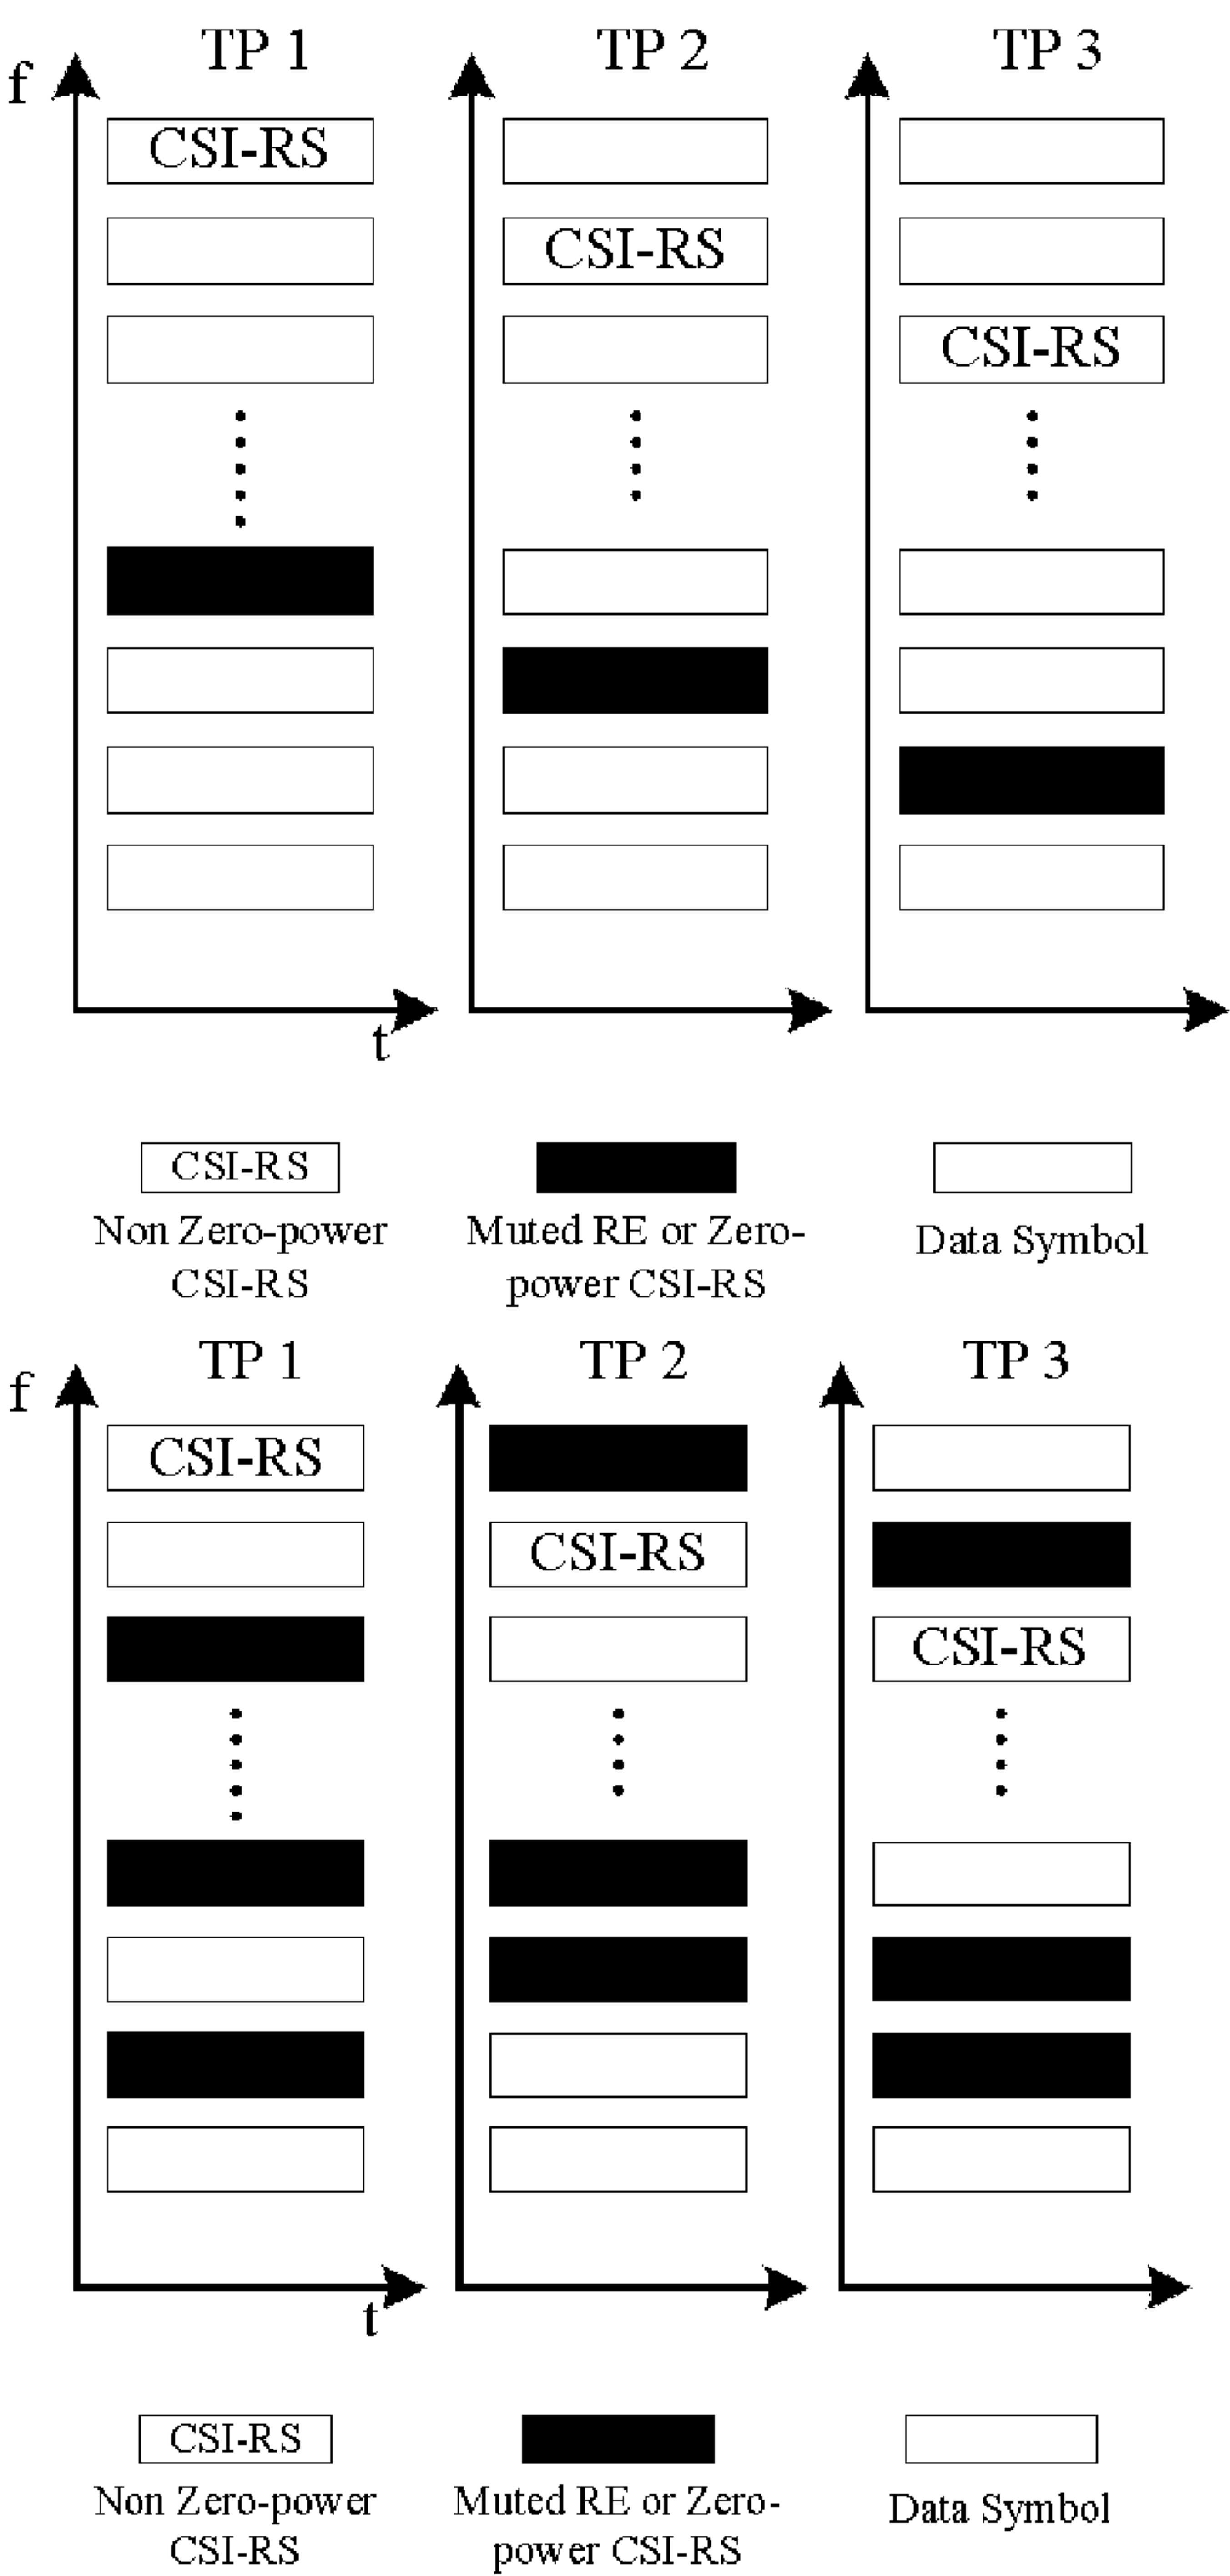 TP 1 TP 2 TP 3
f
CSI-RS
CSI-RS
CSI-RS
t
CSI-RS
Non Zero-power Muted RE or Zero- Data Symbol
CSI-RS power CSI-RS
TP 1 TP 2 TP 3
f
CSI-RS
CSI-RS
CSI-RS
t
CSI-RS
Non Zero-power Muted RE or Zero- Data Symbol
CSI-RS power CSI-RS